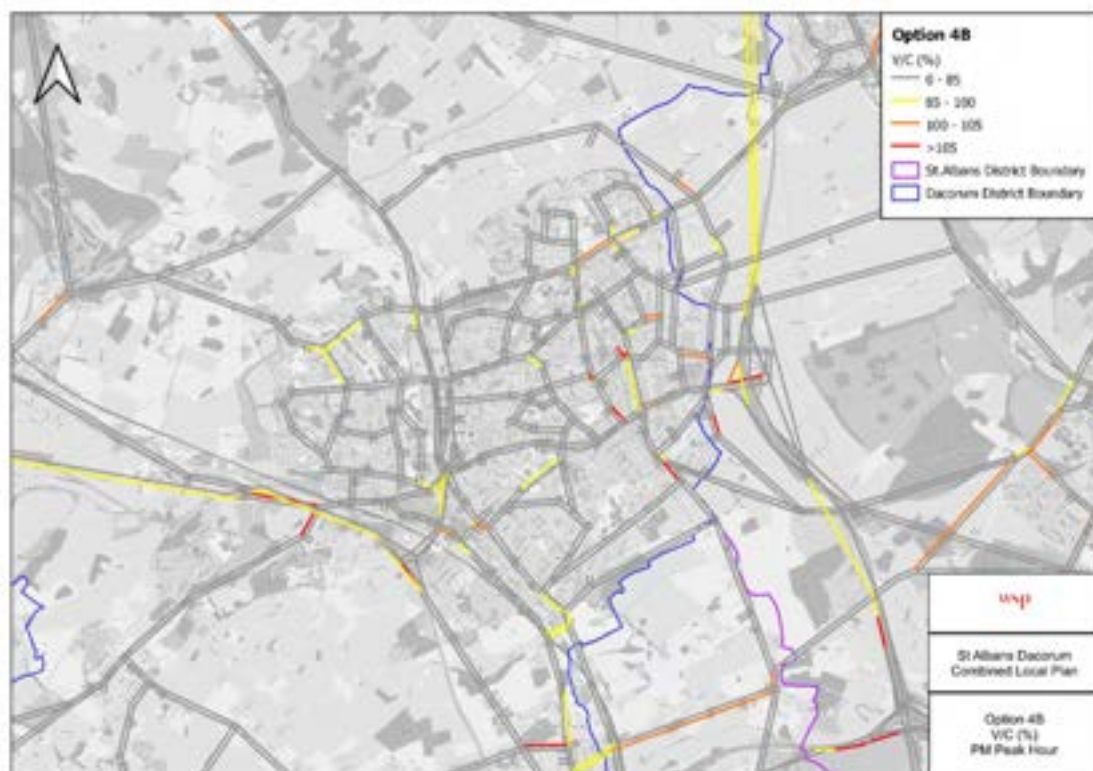 Option 4B
V/C (%)
0 - 85
85 - 100
100 - 105
>105
St Albans District Boundary
Dacorum District Boundary
wsp
St Albans Dacorum
Combined Local Plan
Option 4B
V/C (%)
PM Peak Hour